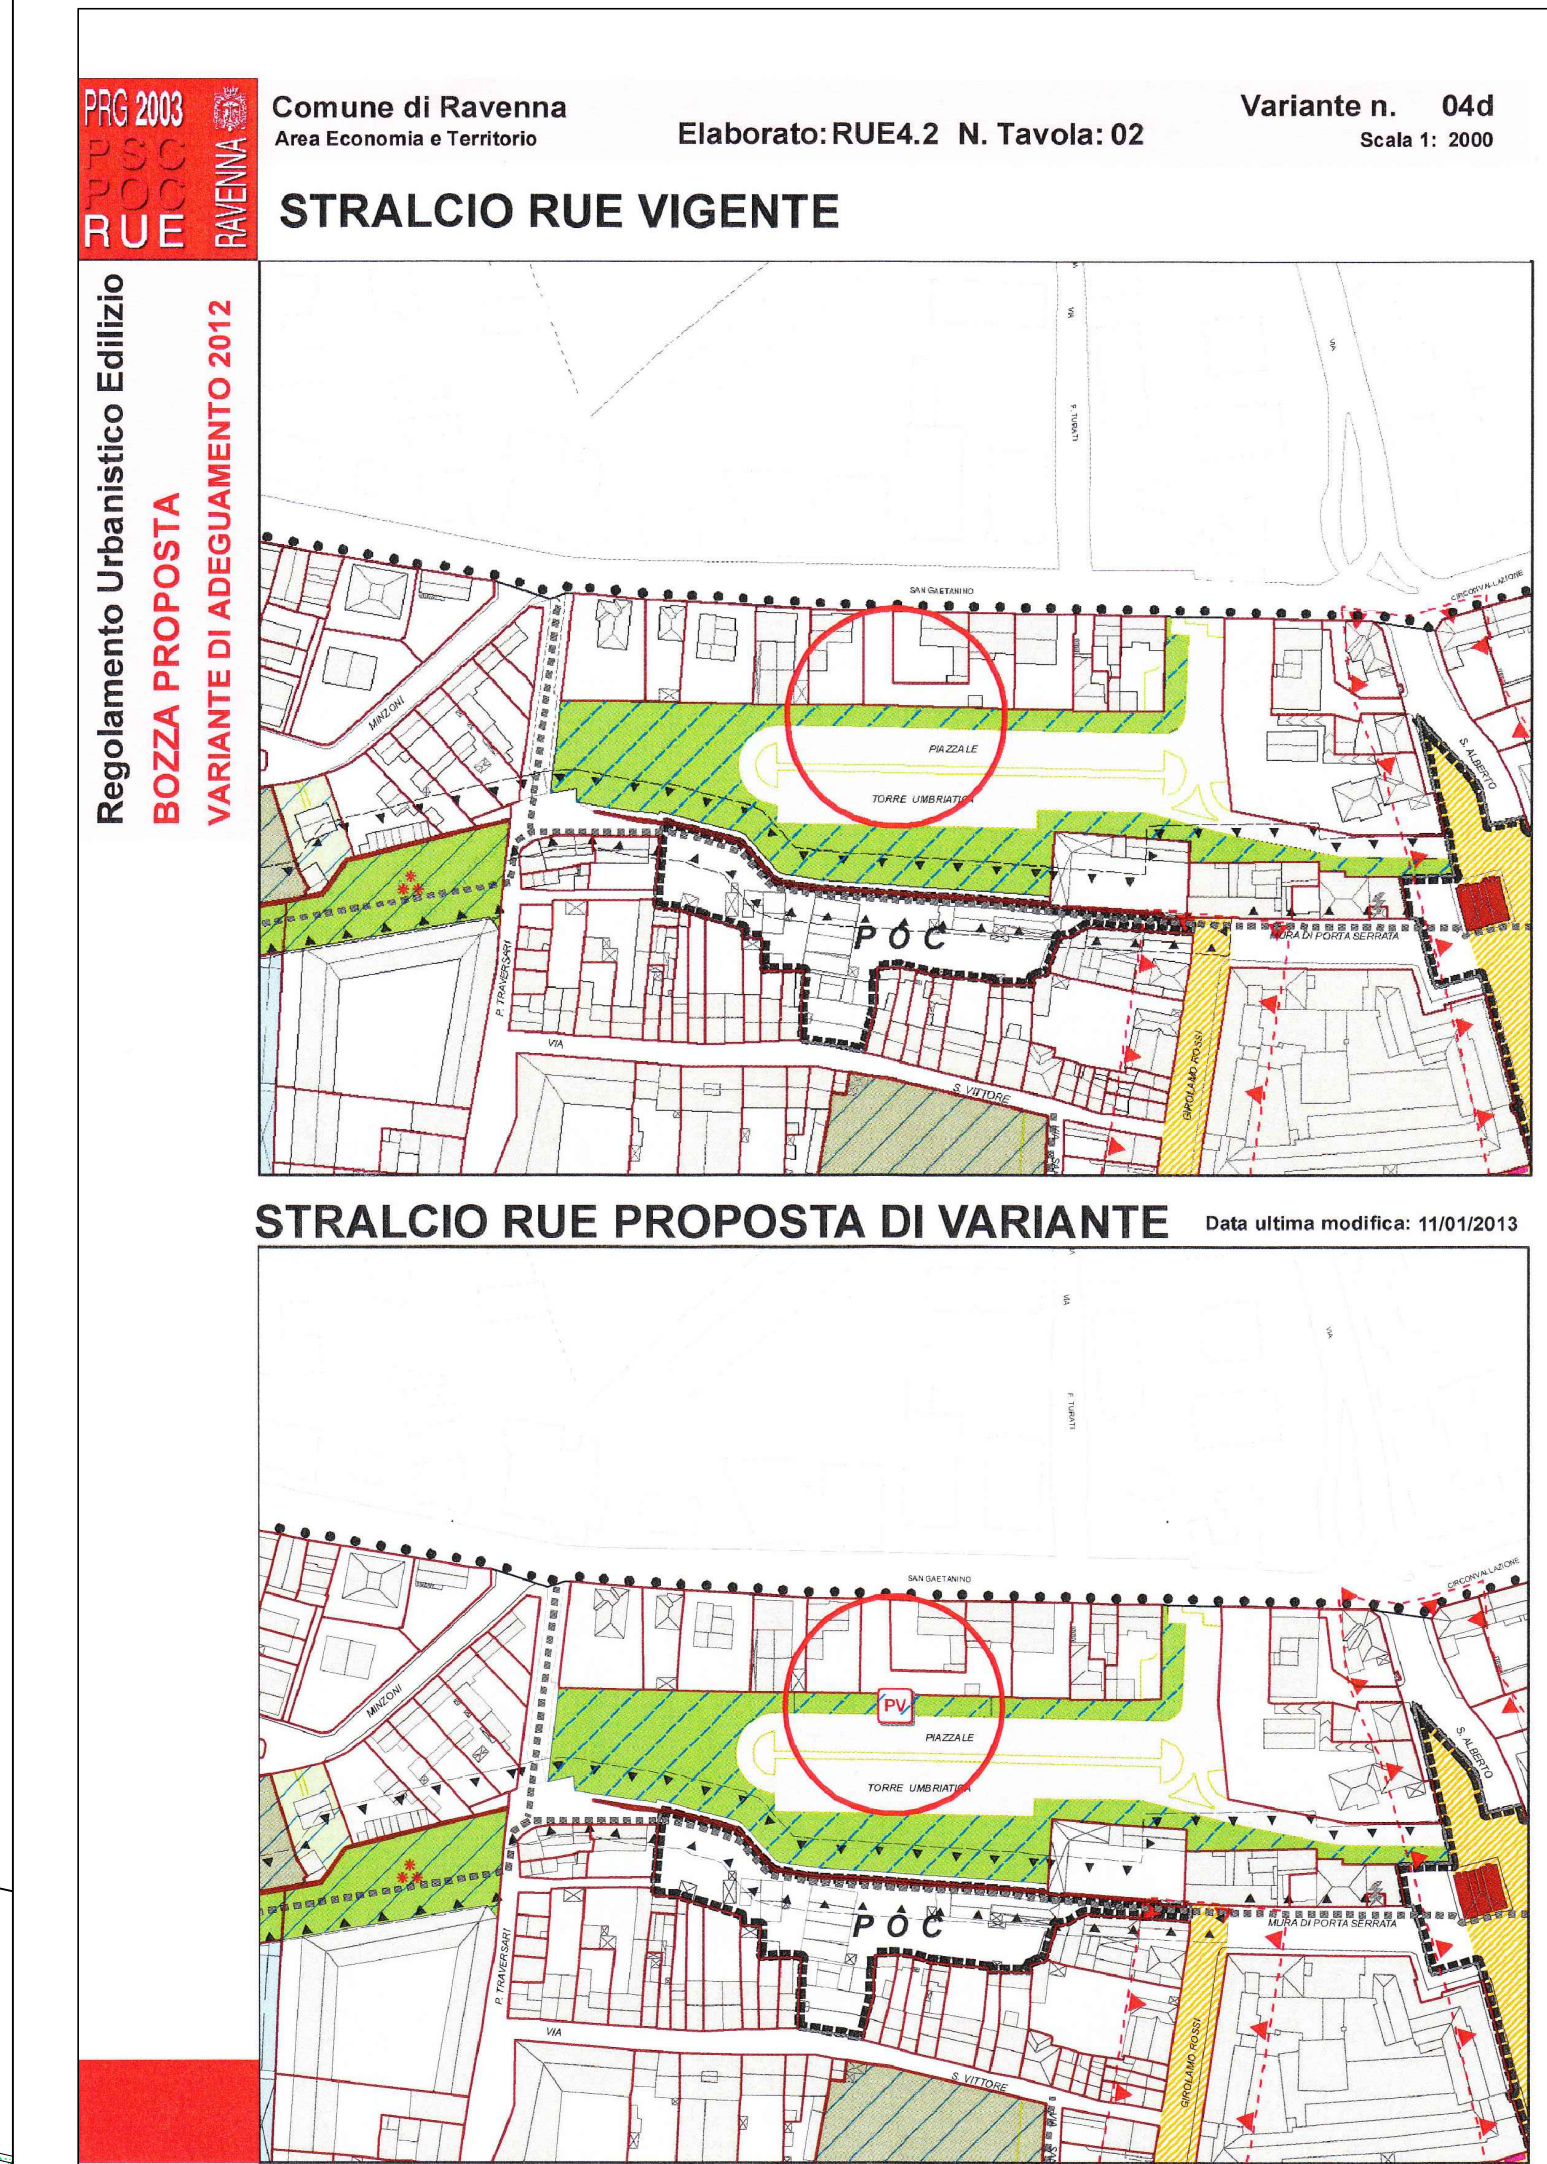 PRG 2003
PSC
POC
RUE
RAVENNA
Comune di Ravenna
Area Economia e Territorio
Elaborato: RUE4.2 N. Tavola: 02
Variante n. 04d
Scala 1: 2000
STRALCIO RUE VIGENTE
Regolamento Urbanistico Edilizio
BOZZA PROPOSTA
VARIANTE DI ADEGUAMENTO 2012
VIA
P. TURATI
VIA
SAN GAETANINO
CIRCONVALLAZIONE
MINZONI
PIAZZALE
TORRE UMBRIATICA
S. ALBERTO
POC
MURA DI PORTA SERRATA
P. TRAVERSARI
VIA
S. VITTORE
GIROLAMO ROSSI
VIA
STRALCIO RUE PROPOSTA DI VARIANTE
Data ultima modifica: 11/01/2013
VIA
P. TURATI
VIA
SAN GAETANINO
CIRCONVALLAZIONE
MINZONI
PV
PIAZZALE
TORRE UMBRIATICA
S. ALBERTO
POC
MURA DI PORTA SERRATA
P. TRAVERSARI
VIA
S. VITTORE
GIROLAMO ROSSI
VIA